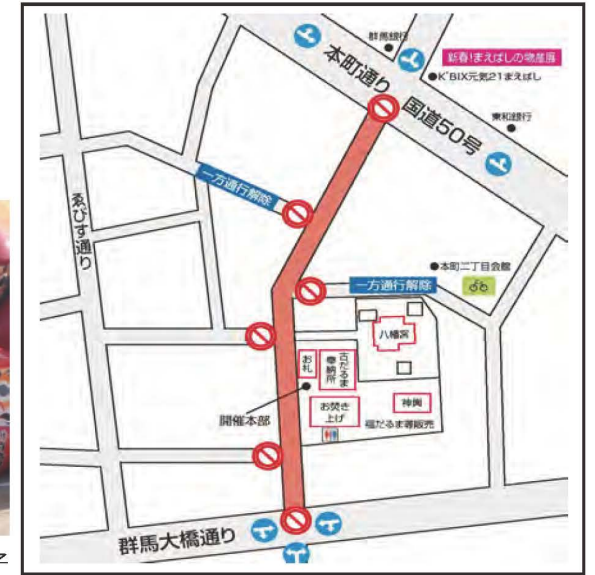 群馬銀行
新春!まえばしの物産展
本町通り
K'BIX元気21まえばし
国道50号
東和銀行
一方通行解除
ゑびす通り
本町二丁目会館
一方通行解除
八幡宮
お札
古だるま奉納所
開催本部
お焚き上げ
神輿
福だるま等販売
群馬大橋通り